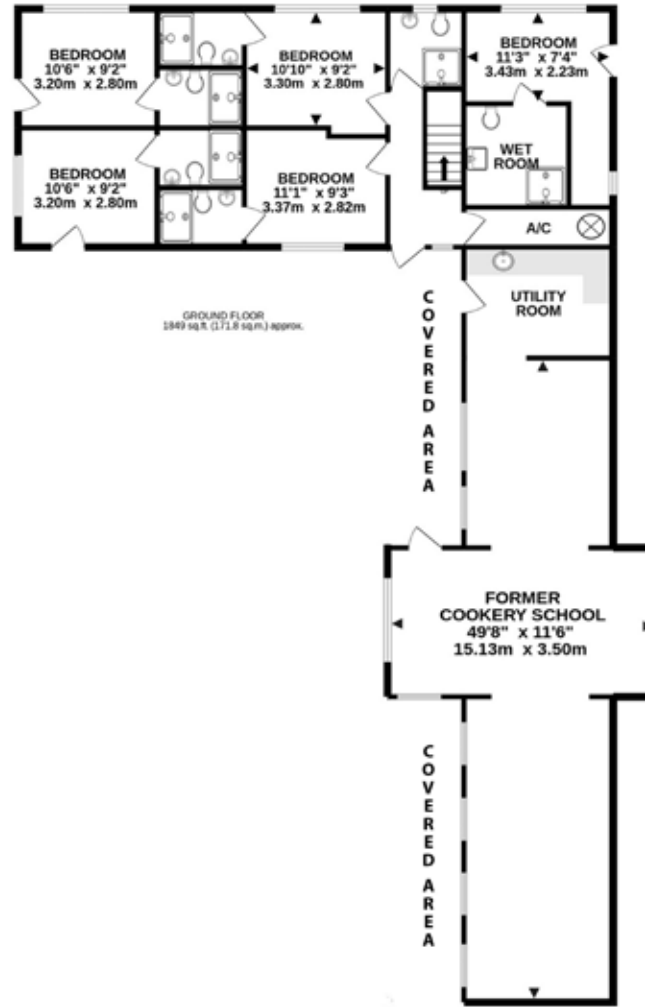 BEDROOM
10'6" x 9'2"
3.20m x 2.80m
BEDROOM
10'10" x 9'2"
3.30m x 2.80m
BEDROOM
11'3" x 7'4"
3.43m x 2.23m
BEDROOM
10'6" x 9'2"
3.20m x 2.80m
BEDROOM
11'1" x 9'3"
3.37m x 2.82m
WET
ROOM
A/C
UTILITY
ROOM
GROUND FLOOR
1849 sq.ft. (171.8 sq.m.) approx.
COVERED AREA
FORMER
COOKERY SCHOOL
49'8" x 11'6"
15.13m x 3.50m
COVERED AREA